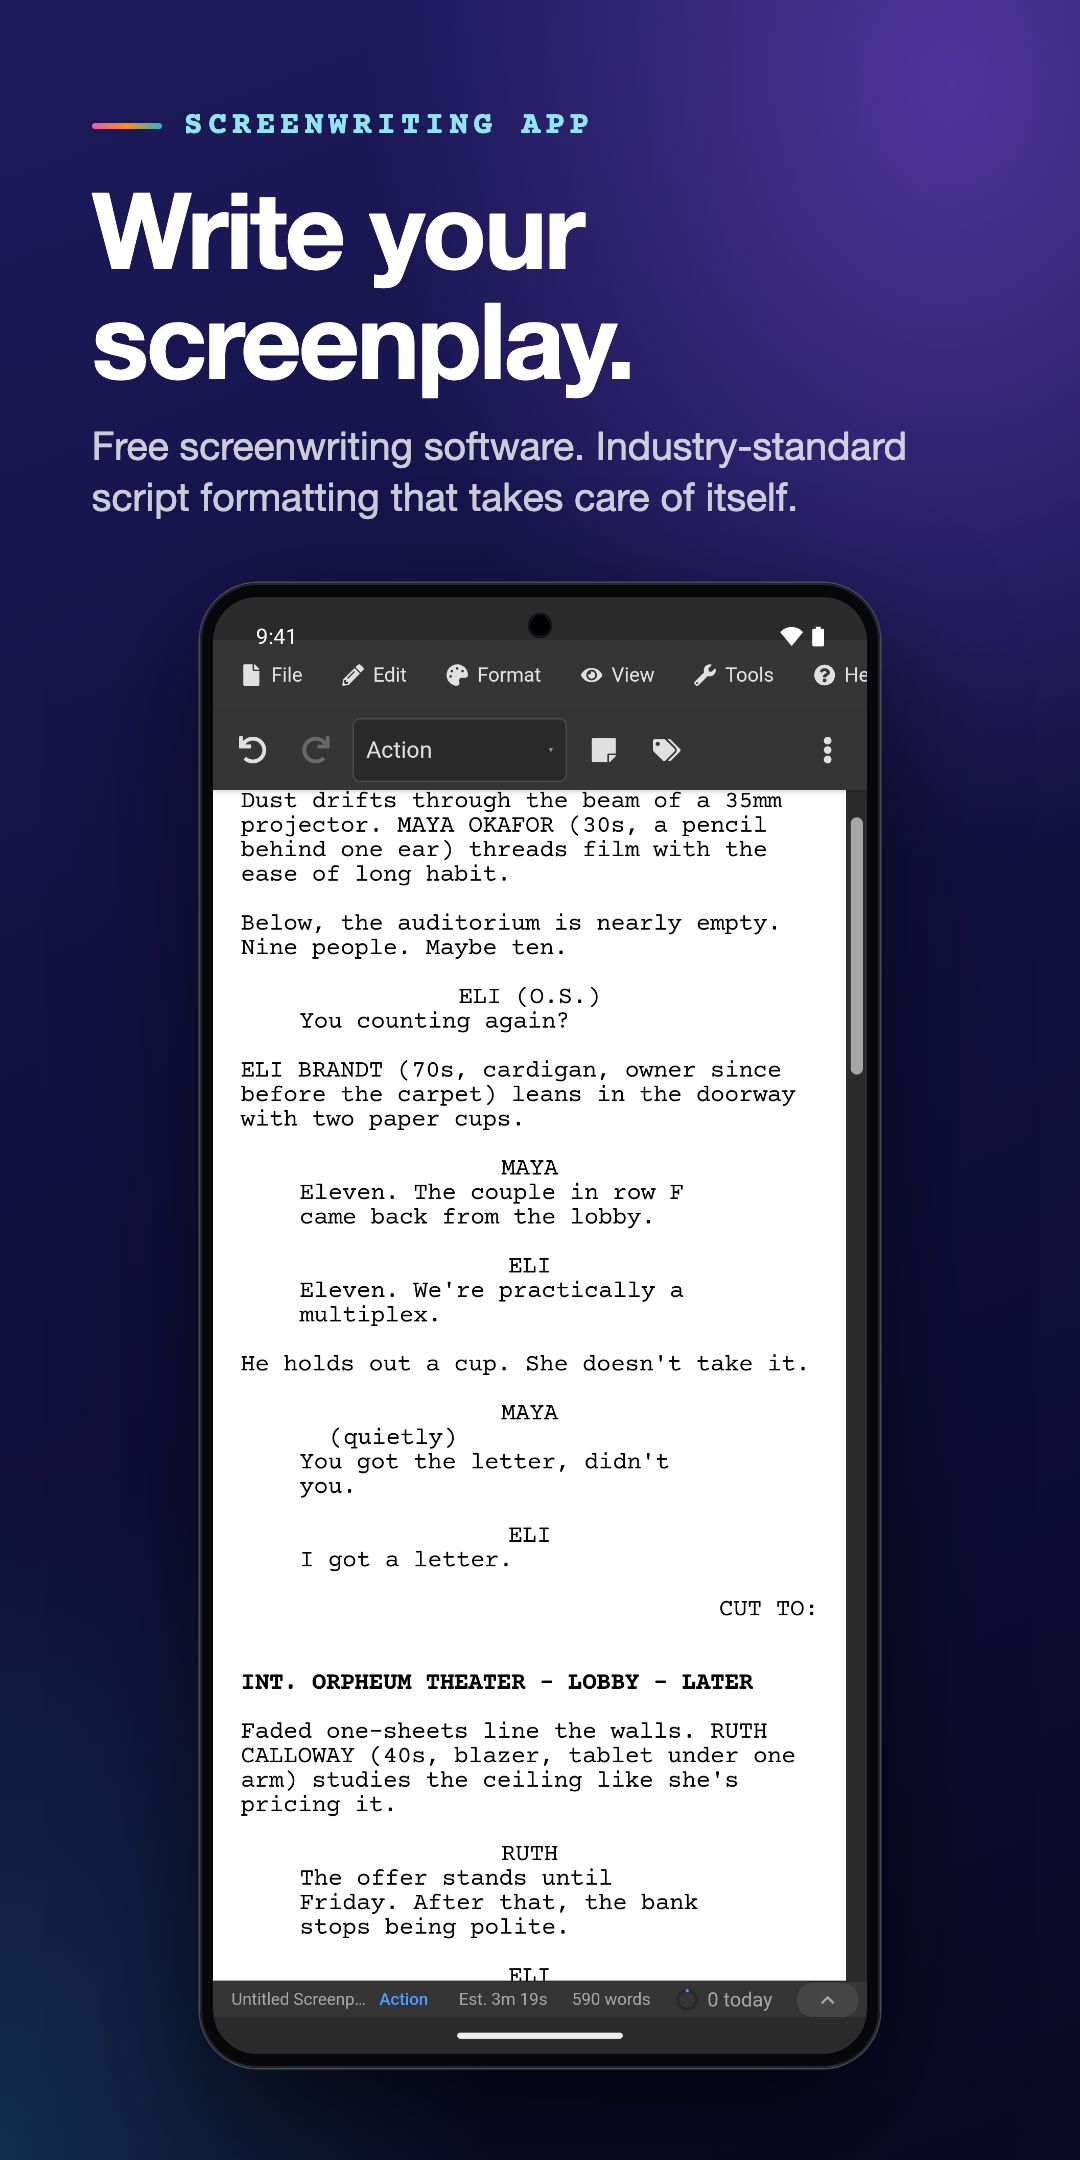 SCREENWRITING APP
Write your
screenplay.
Free screenwriting software. Industry-standard
script formatting that takes care of itself.
9:41
File Edit Format View Tools He
Action
Dust drifts through the beam of a 35mm
projector. MAYA OKAFOR (30s, a pencil
behind one ear) threads film with the
ease of long habit.
Below, the auditorium is nearly empty.
Nine people. Maybe ten.
ELI (O.S.)
You counting again?
ELI BRANDT (70s, cardigan, owner since
before the carpet) leans in the doorway
with two paper cups.
MAYA
Eleven. The couple in row F
came back from the lobby.
ELI
Eleven. We're practically a
multiplex.
He holds out a cup. She doesn't take it.
MAYA
(quietly)
You got the letter, didn't
you.
ELI
I got a letter.
CUT TO:
INT. ORPHEUM THEATER - LOBBY - LATER
Faded one-sheets line the walls. RUTH
CALLOWAY (40s, blazer, tablet under one
arm) studies the ceiling like she's
pricing it.
RUTH
The offer stands until
Friday. After that, the bank
stops being polite.
ELI
Untitled Screenp... Action Est. 3m 19s 590 words 0 today